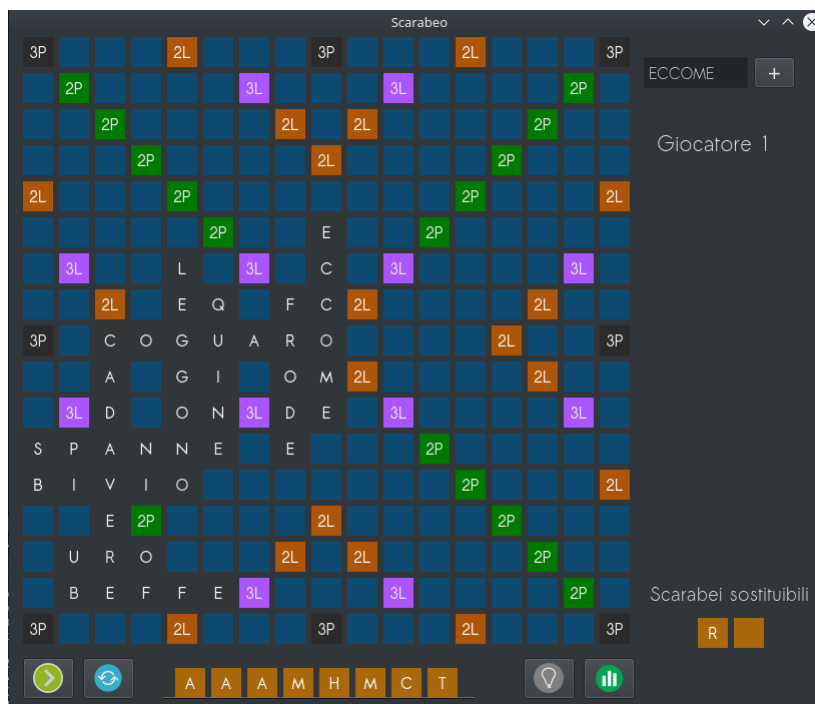 Scarabeo
3P 2L 3P 2L 3P
2P 3L 3L 2P ECCOME +
2P 2L 2L 2P
2P 2L 2P Giocatore 1
2L 2P 2P 2L
2P E 2P
3L L 3L C 3L 3L
2L E Q F C 2L 2L
3P C O G U A R O 2L 3P
A G I O M 2L 2L
3L D O N 3L D E 3L 3L
S P A N N E E 2P
B I V I O 2P 2L
E 2P 2L 2P
U R O 2L 2L 2P
B E F F E 3L 3L 2P Scarabei sostituibili
3P 2L 3P 2L 3P R
A A A M H M C T